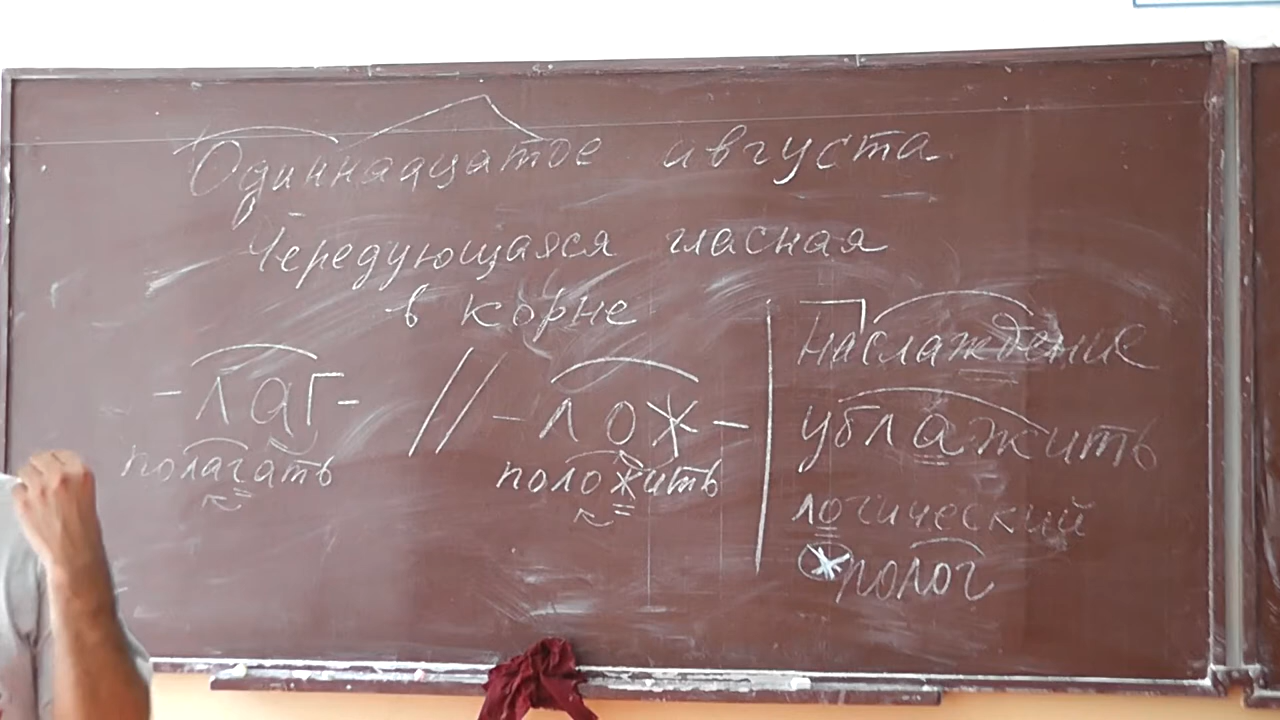 Одиннадцатое августа
Чередующаяся гласная
в корне
-лаг- // -лож-
полагать положить
наслаждение
ублажить
логический
*полог